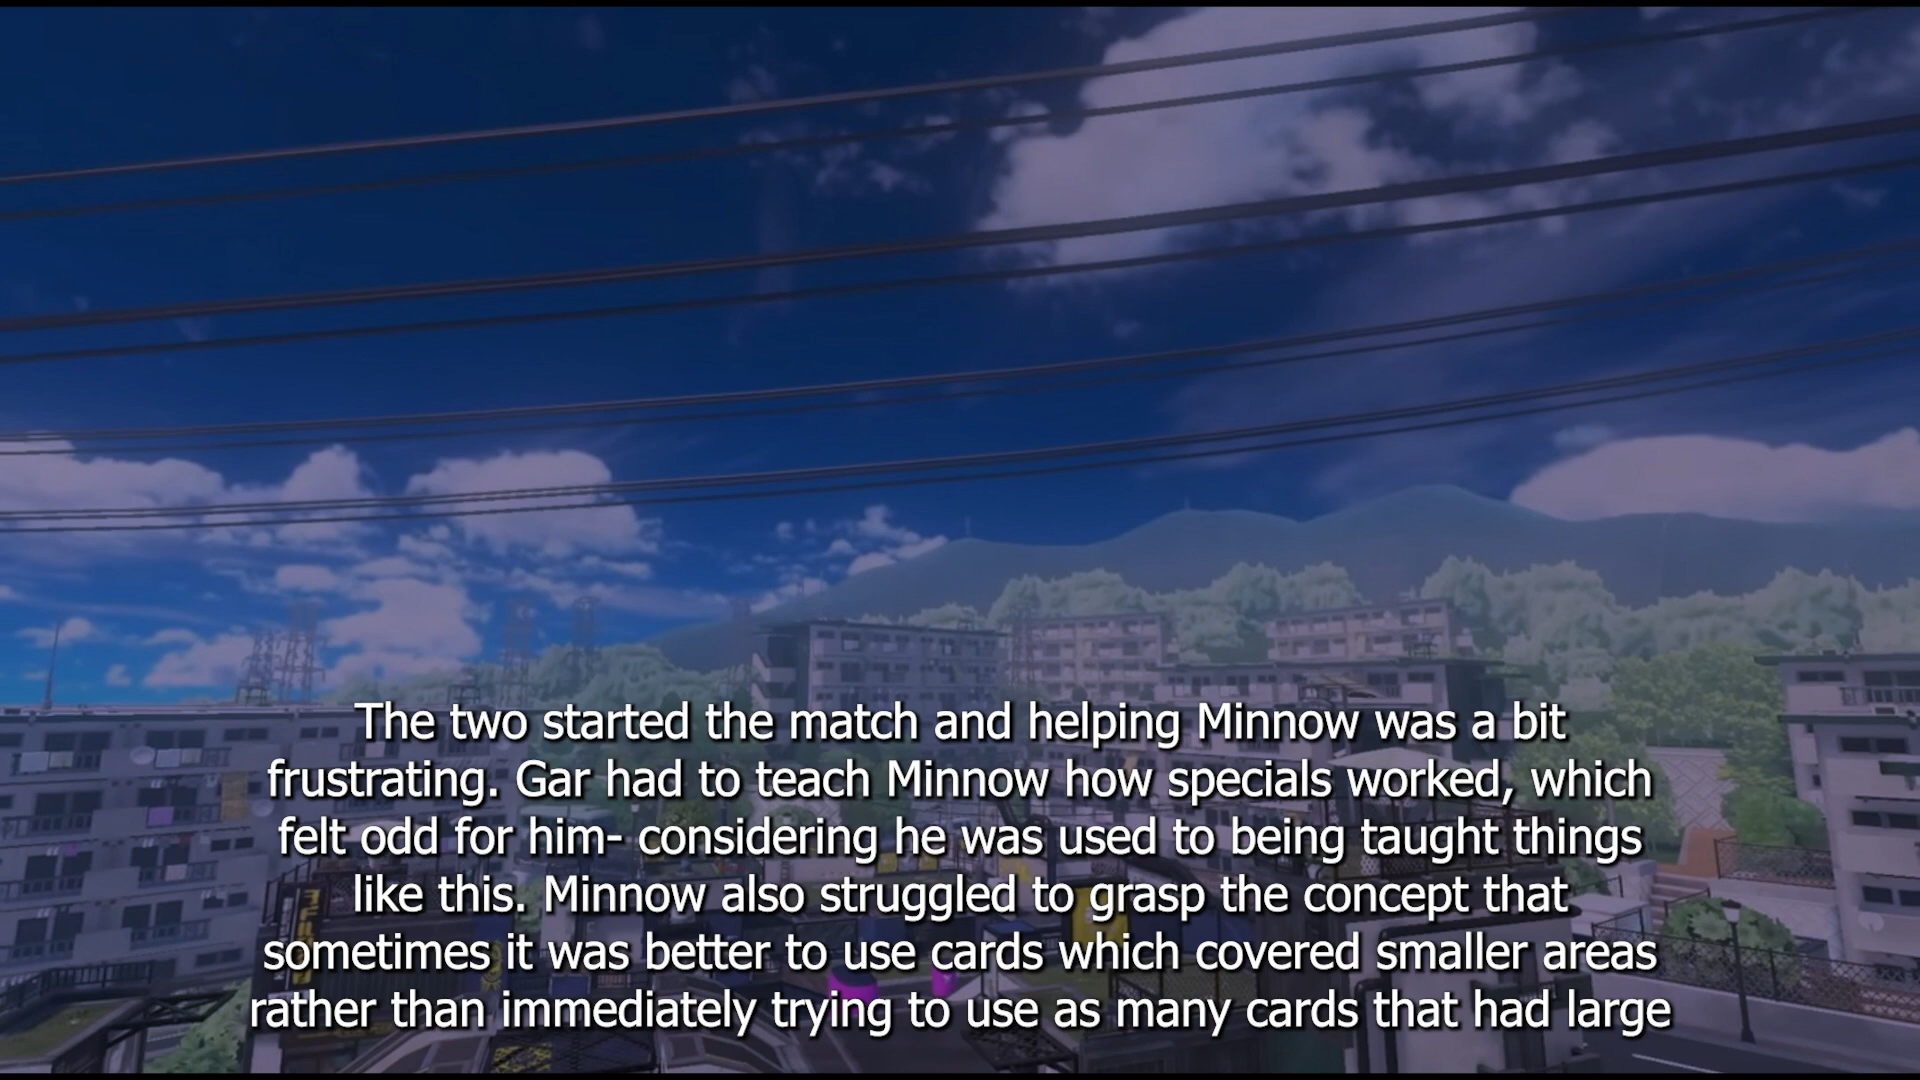 The two started the match and helping Minnow was a bit
frustrating. Gar had to teach Minnow how specials worked, which
felt odd for him- considering he was used to being taught things
like this. Minnow also struggled to grasp the concept that
sometimes it was better to use cards which covered smaller areas
rather than immediately trying to use as many cards that had large